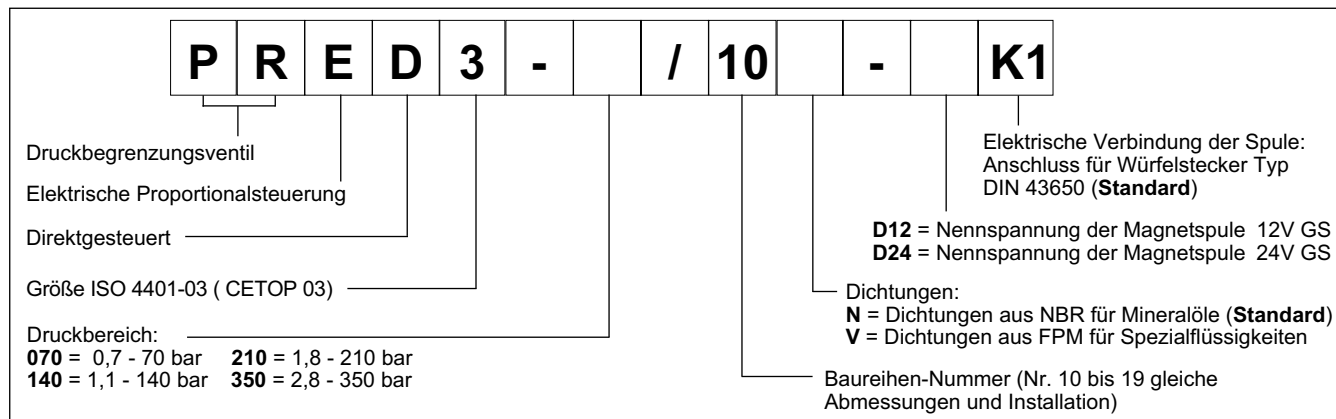 P R E D 3 - / 10 - K1
Druckbegrenzungsventil
Elektrische Proportionalsteuerung
Direktgesteuert
Größe ISO 4401-03 ( CETOP 03)
Druckbereich:
070 = 0,7 - 70 bar 210 = 1,8 - 210 bar
140 = 1,1 - 140 bar 350 = 2,8 - 350 bar
Elektrische Verbindung der Spule:
Anschluss für Würfelstecker Typ
DIN 43650 (Standard)
D12 = Nennspannung der Magnetspule 12V GS
D24 = Nennspannung der Magnetspule 24V GS
Dichtungen:
N = Dichtungen aus NBR für Mineralöle (Standard)
V = Dichtungen aus FPM für Spezialflüssigkeiten
Baureihen-Nummer (Nr. 10 bis 19 gleiche
Abmessungen und Installation)